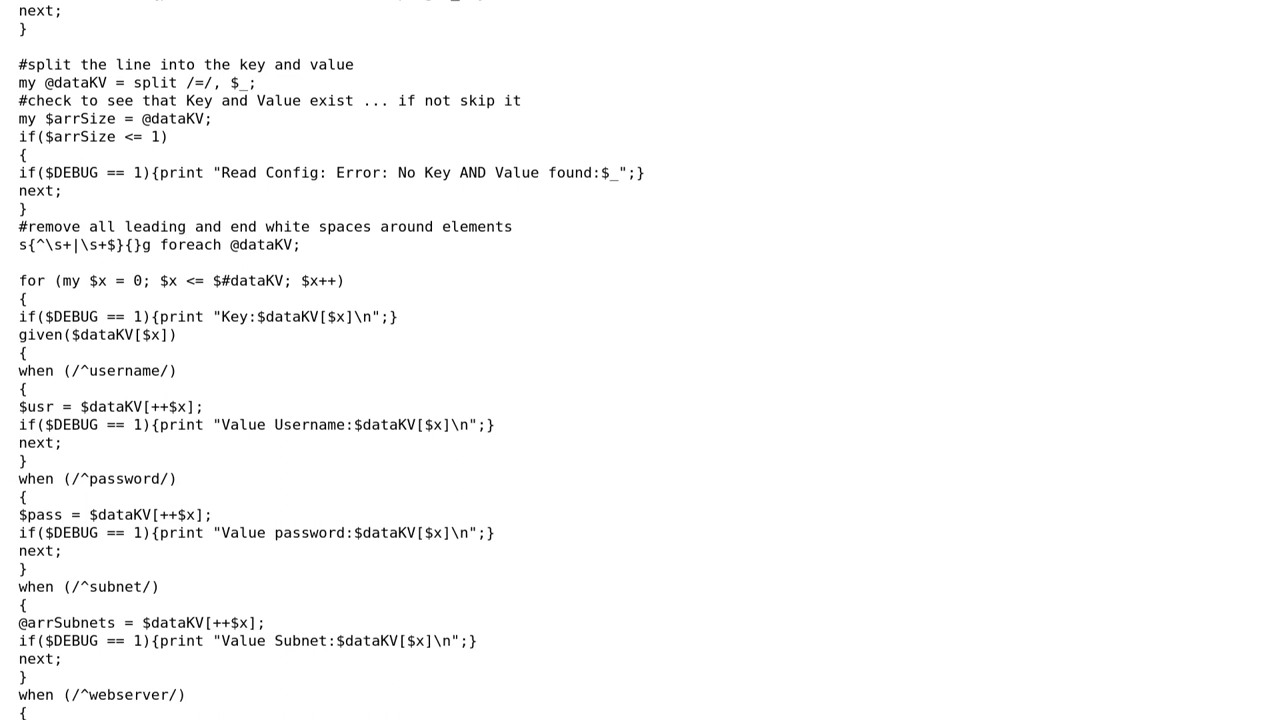 next;
}
#split the line into the key and value
my @dataKV = split /=/, $_;
#check to see that Key and Value exist ... if not skip it
my $arrSize = @dataKV;
if($arrSize <= 1)
{
if($DEBUG == 1){print "Read Config: Error: No Key AND Value found:$_";}
next;
}
#remove all leading and end white spaces around elements
s{^\s+|\s+$}{}g foreach @dataKV;
for (my $x = 0; $x <= $#dataKV; $x++)
{
if($DEBUG == 1){print "Key:$dataKV[$x]\n";}
given($dataKV[$x])
{
when (/^username/)
{
$usr = $dataKV[++$x];
if($DEBUG == 1){print "Value Username:$dataKV[$x]\n";}
next;
}
when (/^password/)
{
$pass = $dataKV[++$x];
if($DEBUG == 1){print "Value password:$dataKV[$x]\n";}
next;
}
when (/^subnet/)
{
@arrSubnets = $dataKV[++$x];
if($DEBUG == 1){print "Value Subnet:$dataKV[$x]\n";}
next;
}
when (/^webserver/)
{